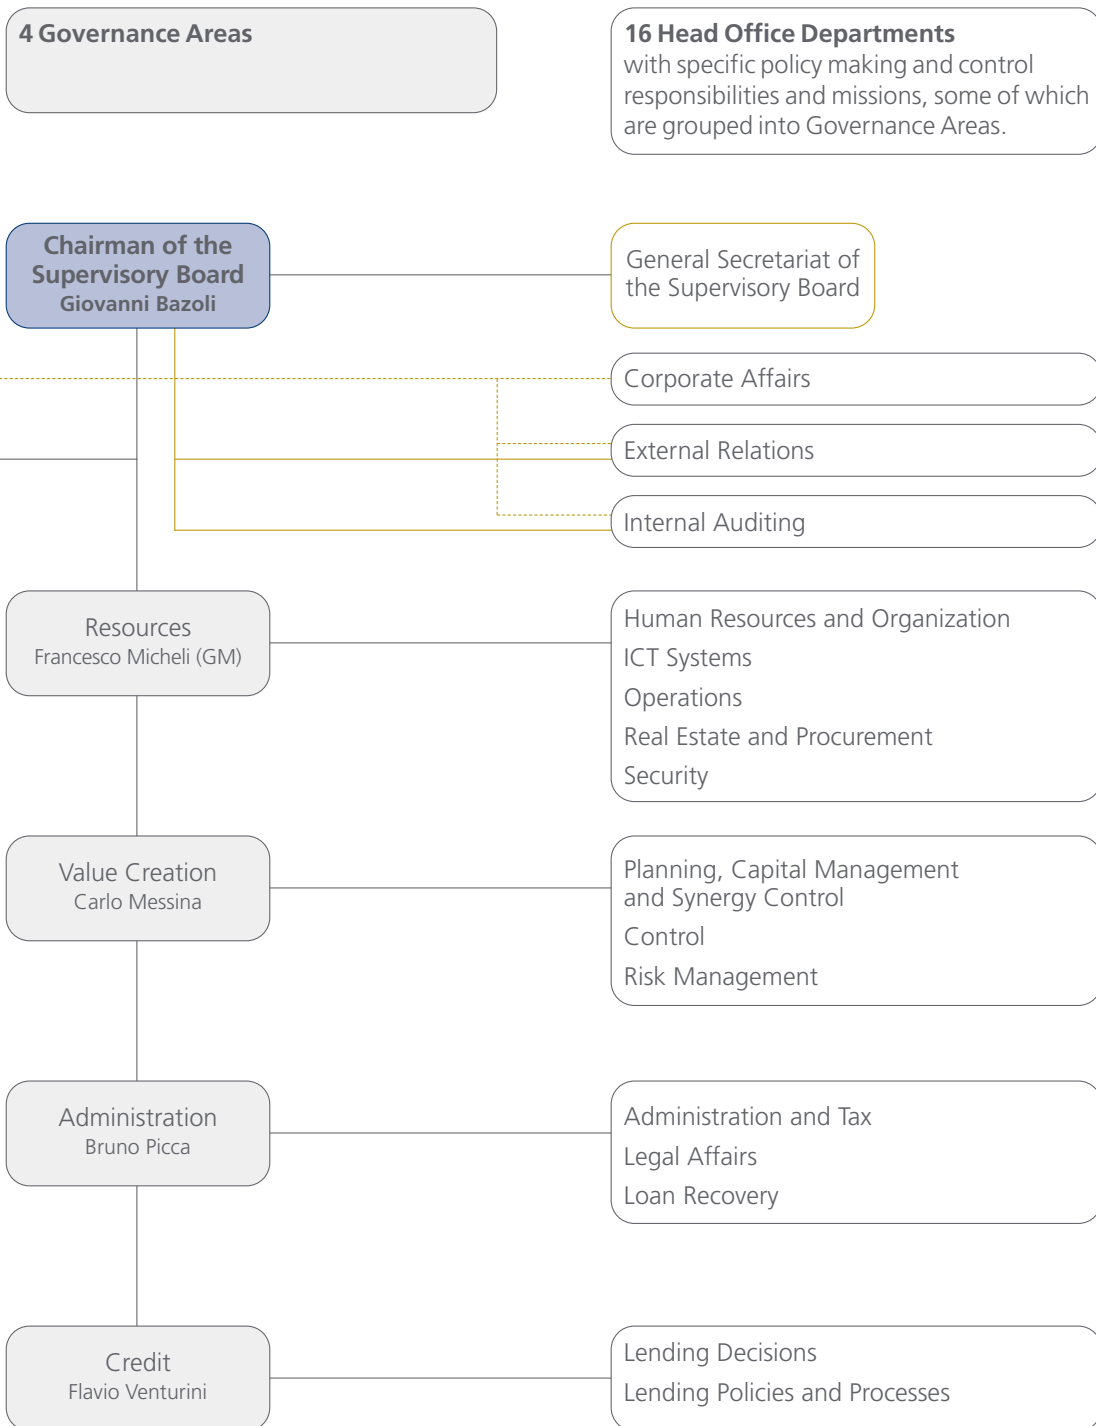 4 Governance Areas
16 Head Office Departments
with specific policy making and control
responsibilities and missions, some of which
are grouped into Governance Areas.
Chairman of the
Supervisory Board
Giovanni Bazoli
General Secretariat of
the Supervisory Board
Corporate Affairs
External Relations
Internal Auditing
Resources
Francesco Micheli (GM)
Human Resources and Organization
ICT Systems
Operations
Real Estate and Procurement
Security
Value Creation
Carlo Messina
Planning, Capital Management
and Synergy Control
Control
Risk Management
Administration
Bruno Picca
Administration and Tax
Legal Affairs
Loan Recovery
Credit
Flavio Venturini
Lending Decisions
Lending Policies and Processes